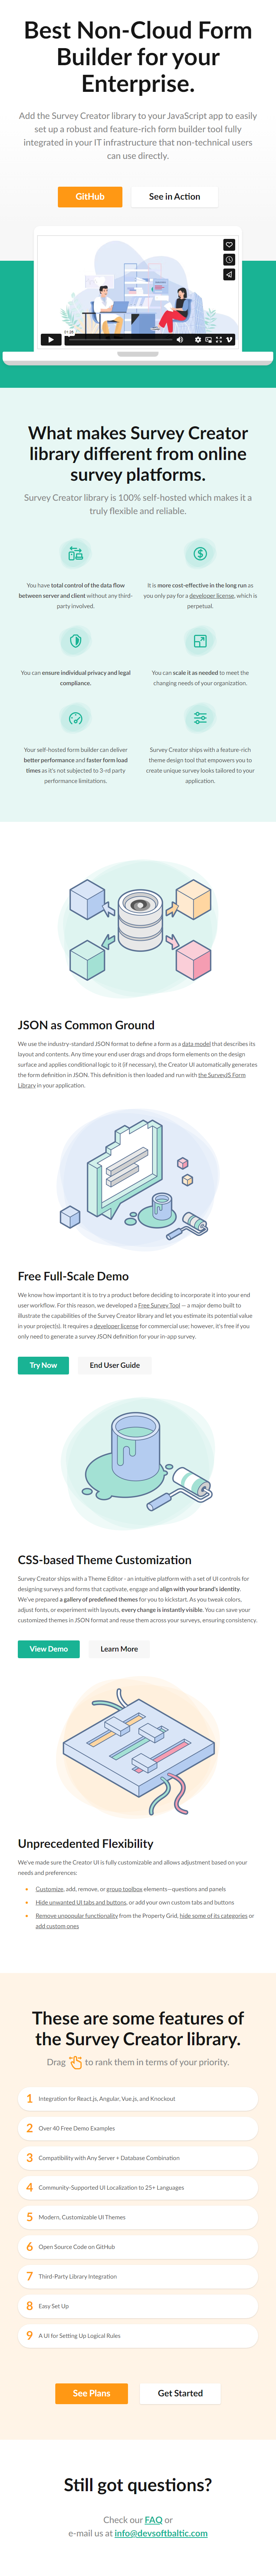 Best Non-Cloud Form
Builder for your
Enterprise.
Add the Survey Creator library to your JavaScript app to easily
set up a robust and feature-rich form builder tool fully
integrated in your IT infrastructure that non-technical users
can use directly.
GitHub
See in Action
01:26
What makes Survey Creator
library different from online
survey platforms.
Survey Creator library is 100% self-hosted which makes it a
truly flexible and reliable.
You have total control of the data flow
between server and client without any third-
party involved.
It is more cost-effective in the long run as
you only pay for a developer license, which is
perpetual.
You can ensure individual privacy and legal
compliance.
You can scale it as needed to meet the
changing needs of your organization.
Your self-hosted form builder can deliver
better performance and faster form load
times as it's not subjected to 3-rd party
performance limitations.
Survey Creator ships with a feature-rich
theme design tool that empowers you to
create unique survey looks tailored to your
application.
JSON as Common Ground
We use the industry-standard JSON format to define a form as a data model that describes its
layout and contents. Any time your end user drags and drops form elements on the design
surface and applies conditional logic to it (if necessary), the Creator UI automatically generates
the form definition in JSON. This definition is then loaded and run with the SurveyJS Form
Library in your application.
Free Full-Scale Demo
We know how important it is to try a product before deciding to incorporate it into your end
user workflow. For this reason, we developed a Free Survey Tool — a major demo built to
illustrate the capabilities of the Survey Creator library and let you estimate its potential value
in your project(s). It requires a developer license for commercial use; however, it's free if you
only need to generate a survey JSON definition for your in-app survey.
Try Now
End User Guide
CSS-based Theme Customization
Survey Creator ships with a Theme Editor - an intuitive platform with a set of UI controls for
designing surveys and forms that captivate, engage and align with your brand's identity.
We've prepared a gallery of predefined themes for you to kickstart. As you tweak colors,
adjust fonts, or experiment with layouts, every change is instantly visible. You can save your
customized themes in JSON format and reuse them across your surveys, ensuring consistency.
View Demo
Learn More
Unprecedented Flexibility
We've made sure the Creator UI is fully customizable and allows adjustment based on your
needs and preferences:
• Customize, add, remove, or group toolbox elements—questions and panels
• Hide unwanted UI tabs and buttons, or add your own custom tabs and buttons
• Remove unpopular functionality from the Property Grid, hide some of its categories or
add custom ones
These are some features of
the Survey Creator library.
Drag to rank them in terms of your priority.
1 Integration for React.js, Angular, Vue.js, and Knockout
2 Over 40 Free Demo Examples
3 Compatibility with Any Server + Database Combination
4 Community-Supported UI Localization to 25+ Languages
5 Modern, Customizable UI Themes
6 Open Source Code on GitHub
7 Third-Party Library Integration
8 Easy Set Up
9 A UI for Setting Up Logical Rules
See Plans
Get Started
Still got questions?
Check our FAQ or
e-mail us at info@devsoftbaltic.com